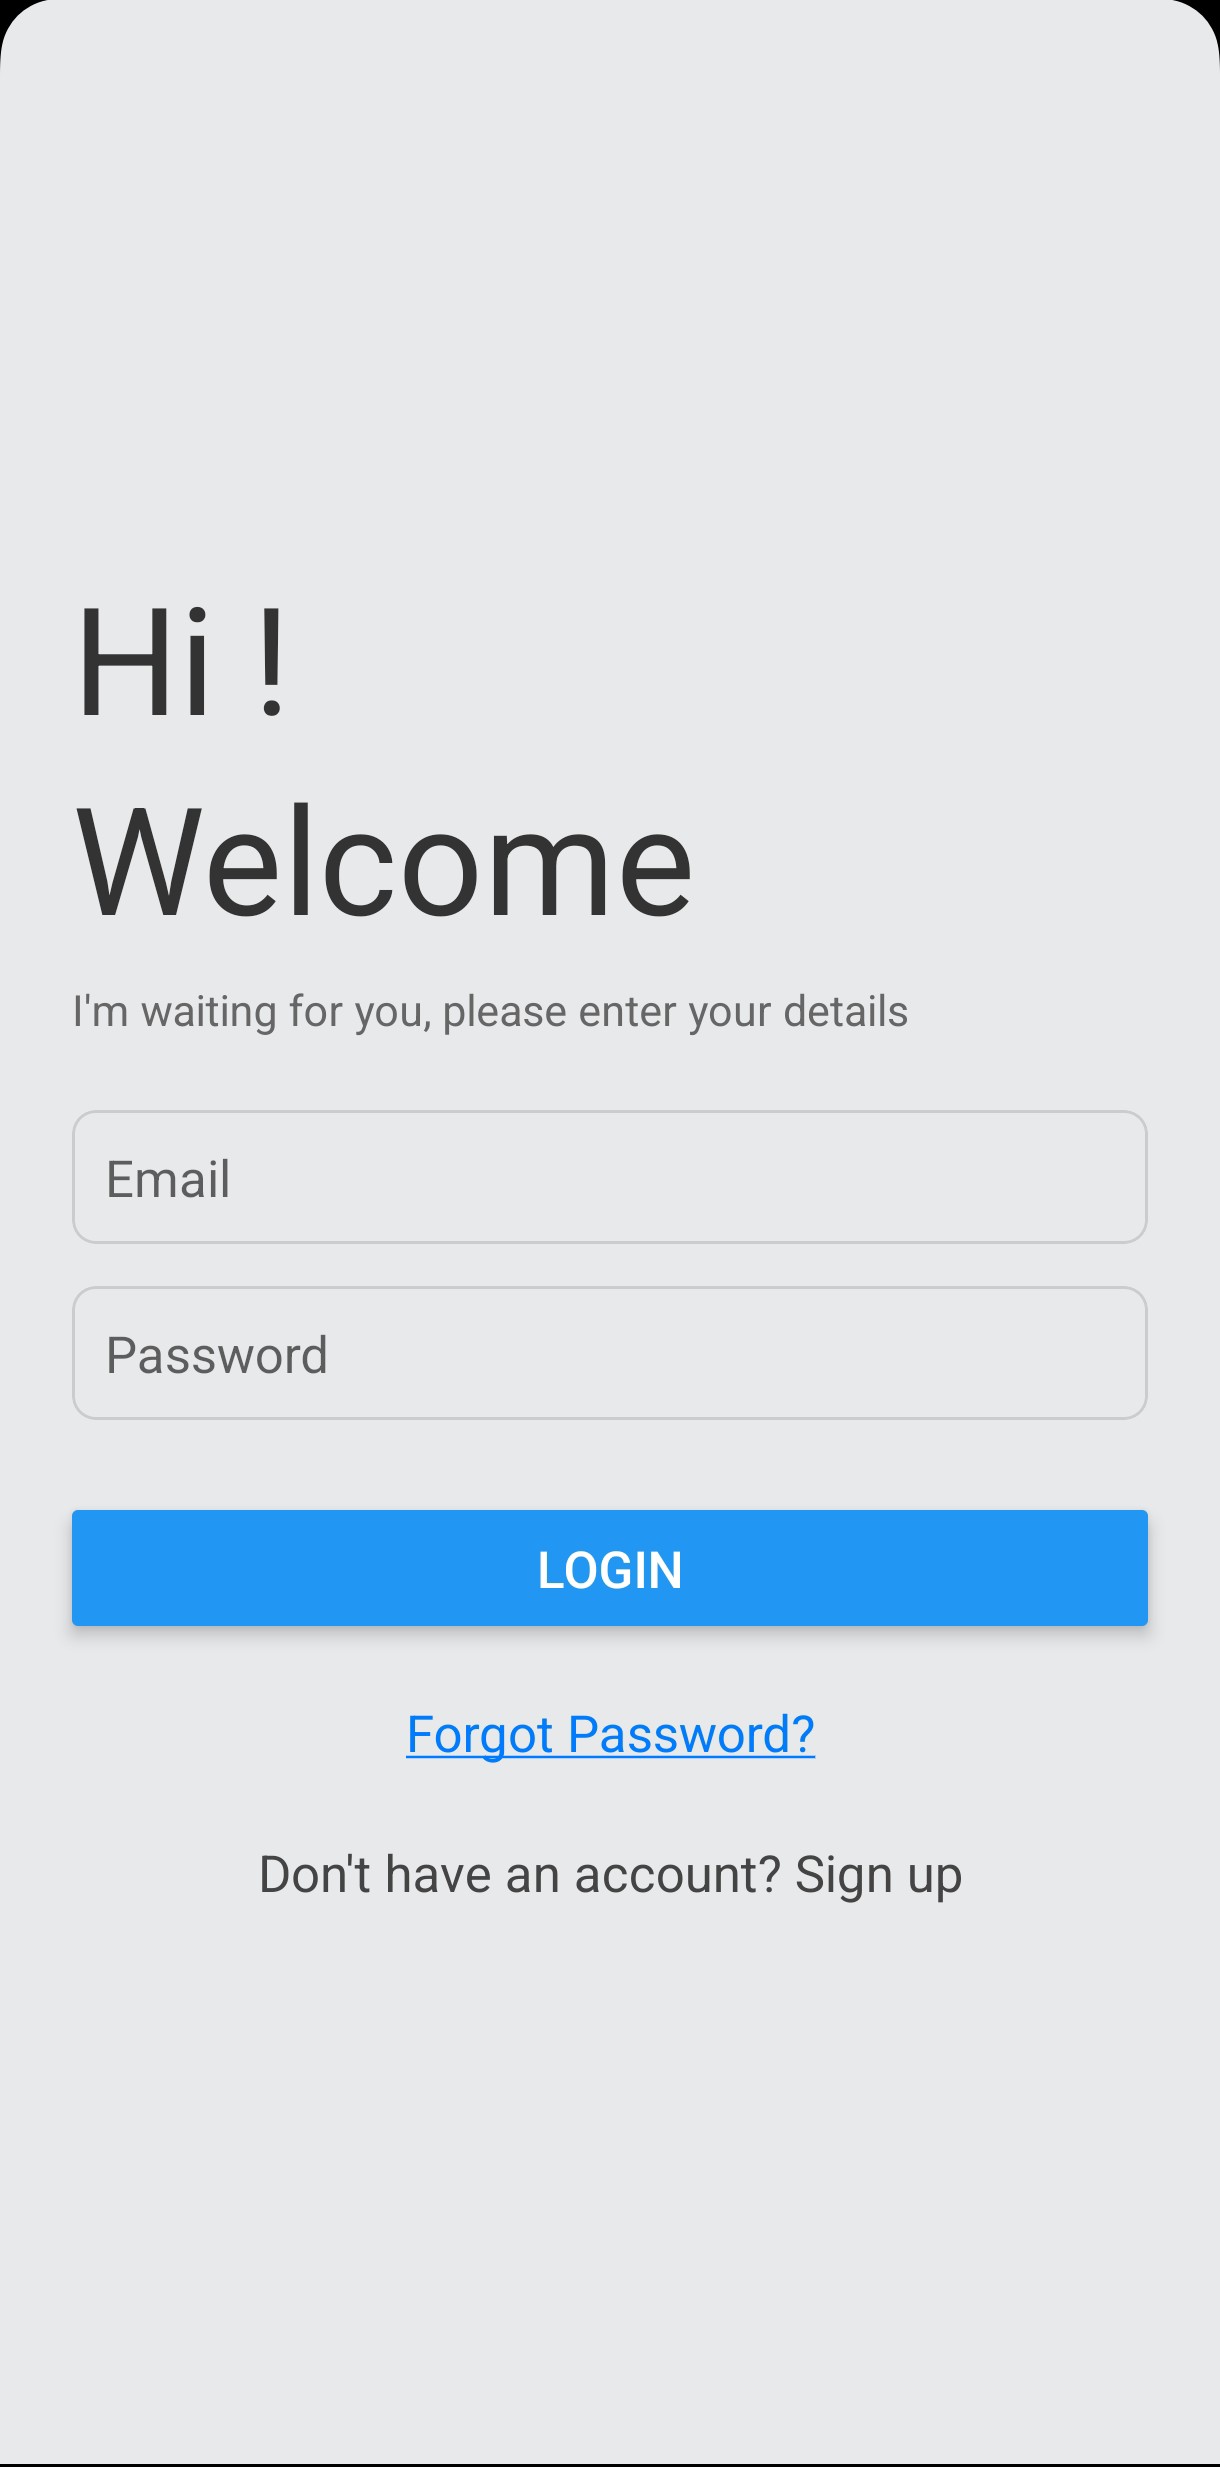 Hi !
Welcome
I'm waiting for you, please enter your details
Email
Password
LOGIN
Forgot Password?
Don't have an account? Sign up